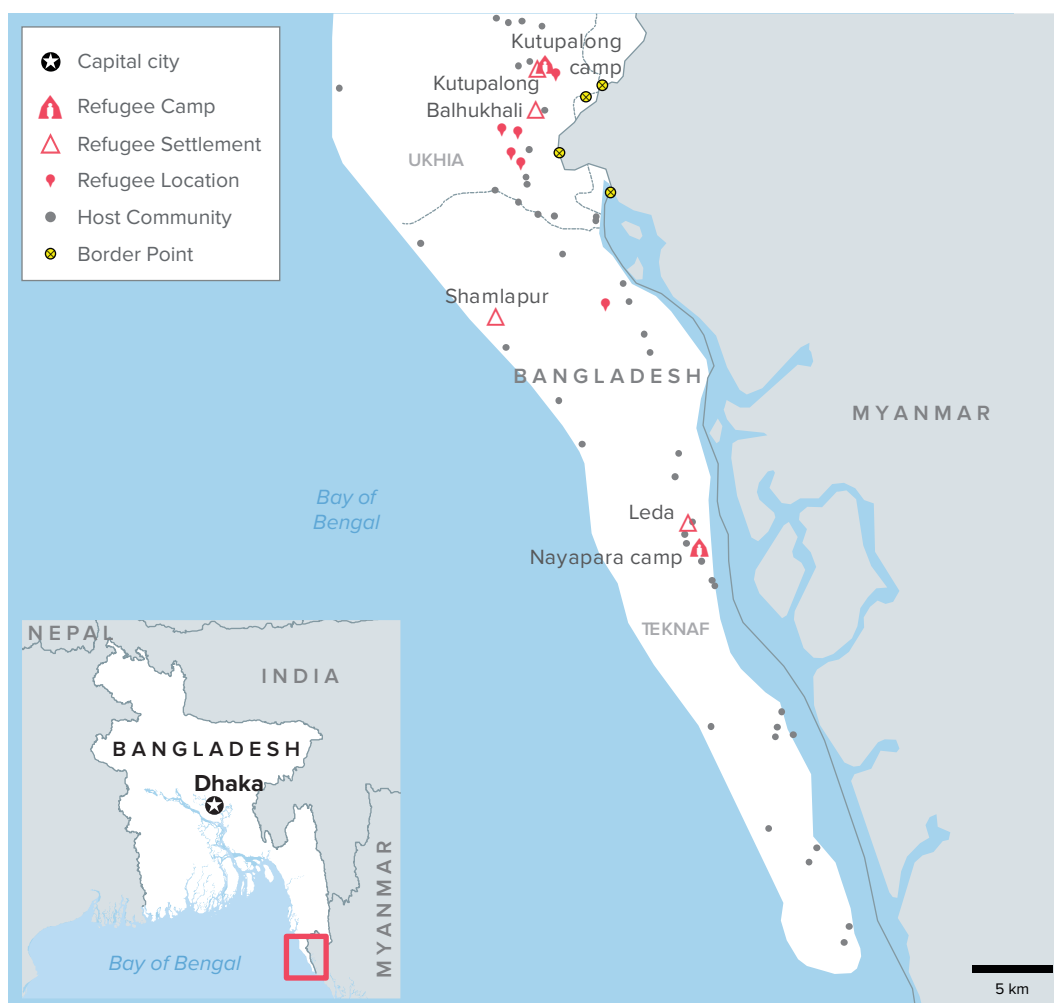 Capital city
Refugee Camp
Refugee Settlement
Refugee Location
Host Community
Border Point
Kutupalong
camp
Kutupalong
Balhukhali
UKHIA
Shamlapur
BANGLADESH
MYANMAR
Bay of
Bengal
Leda
Nayapara camp
TEKNAF
NEPAL
INDIA
BANGLADESH
Dhaka
MYANMAR
Bay of Bengal
5 km